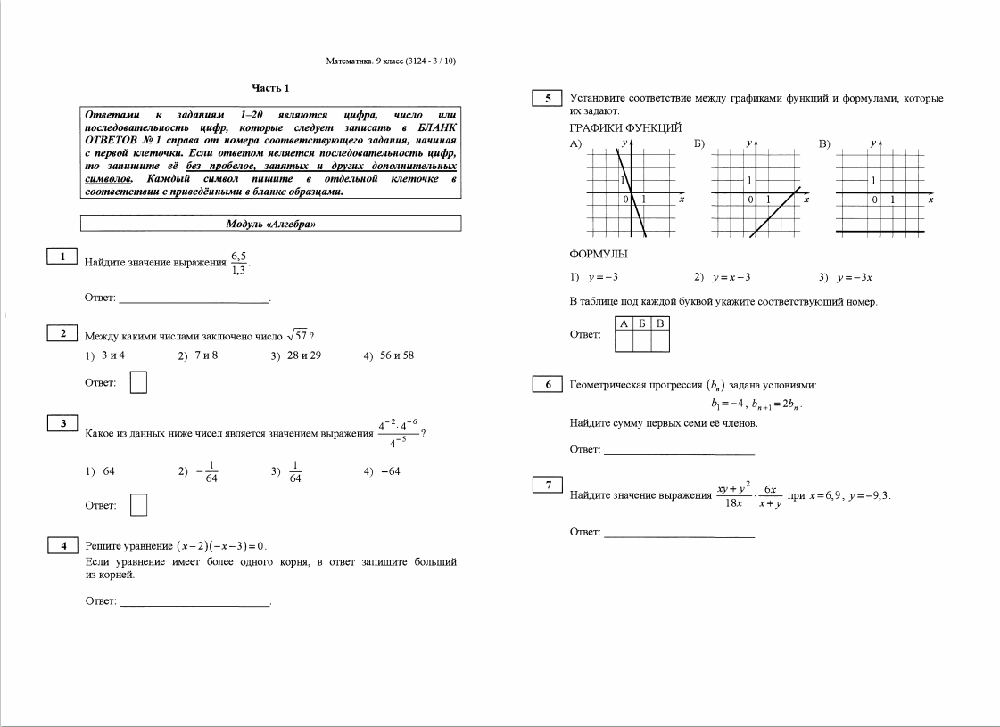 Математика. 9 класс (3124 - 3 / 10)
Часть 1
Ответами к заданиям 1–20 являются цифра, число или
последовательность цифр, которые следует записать в БЛАНК
ОТВЕТОВ № 1 справа от номера соответствующего задания, начиная
с первой клеточки. Если ответом является последовательность цифр,
то запишите её без пробелов, запятых и других дополнительных
символов. Каждый символ пишите в отдельной клеточке в
соответствии с приведёнными в бланке образцами.
Модуль «Алгебра»
1 Найдите значение выражения 6,5/1,3.
Ответ: ___________________________.
2 Между какими числами заключено число √57 ?
1) 3 и 4 2) 7 и 8 3) 28 и 29 4) 56 и 58
Ответ:
3 Какое из данных ниже чисел является значением выражения (4^−2 · 4^−6)/4^−5 ?
1) 64 2) −1/64 3) 1/64 4) −64
Ответ:
4 Решите уравнение (x−2)(−x−3)=0.
Если уравнение имеет более одного корня, в ответ запишите больший
из корней.
Ответ: ___________________________.
5 Установите соответствие между графиками функций и формулами, которые
их задают.
ГРАФИКИ ФУНКЦИЙ
А) y 1 0 1 x Б) y 1 0 1 x В) y 1 0 1 x
ФОРМУЛЫ
1) y=−3 2) y=x−3 3) y=−3x
В таблице под каждой буквой укажите соответствующий номер.
Ответ: А Б В
6 Геометрическая прогрессия (bₙ) задана условиями:
b₁=−4, bₙ₊₁=2bₙ.
Найдите сумму первых семи её членов.
Ответ: ___________________________.
7 Найдите значение выражения (xy+y²)/18x · 6x/(x+y) при x=6,9, y=−9,3.
Ответ: ___________________________.